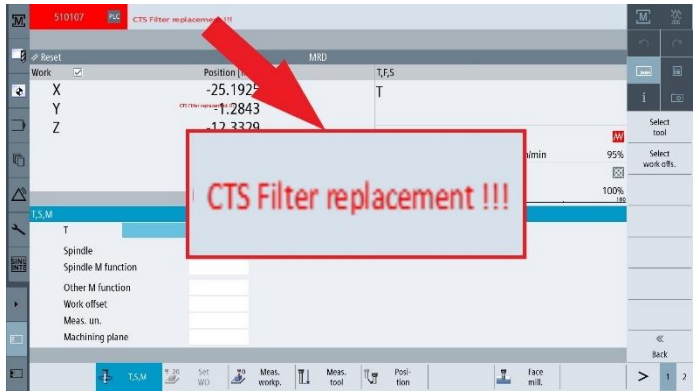 510107 PLC CTS Filter replacement !!!
Reset MRD
Work Position T,F,S
X -25.1925 T
Y -1.2843
Z -12.3329
CTS Filter replacement !!!
95%
100%
T,S,M
T
Spindle
Spindle M function
Other M function
Work offset
Meas. un.
Machining plane
Select tool
Select work offs.
«
Back
T,S,M
Set WO
Meas. workp.
Meas. tool
Posi- tion
Face mill.
> 1 2